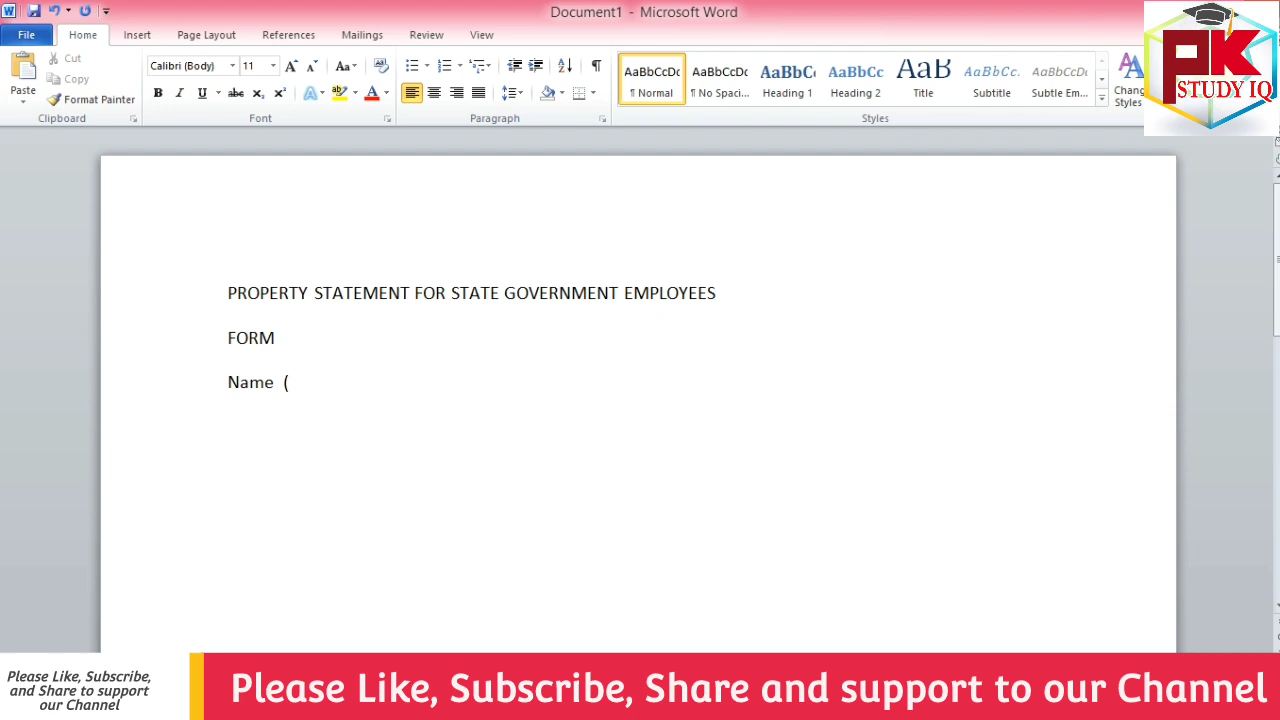 Document1 - Microsoft Word
File Home Insert Page Layout References Mailings Review View
Cut
Copy
Format Painter
Paste
Clipboard
Calibri (Body) 11
Font
Paragraph
AaBbCcDc AaBbCcDc AaBbC AaBbCc AaB AaBbCc. AaBbCcDc
¶ Normal ¶ No Spaci... Heading 1 Heading 2 Title Subtitle Subtle Em...
Styles
Chang
Styles
PK
STUDY IQ
PROPERTY STATEMENT FOR STATE GOVERNMENT EMPLOYEES
FORM
Name (
Please Like, Subscribe,
and Share to support
our Channel
Please Like, Subscribe, Share and support to our Channel